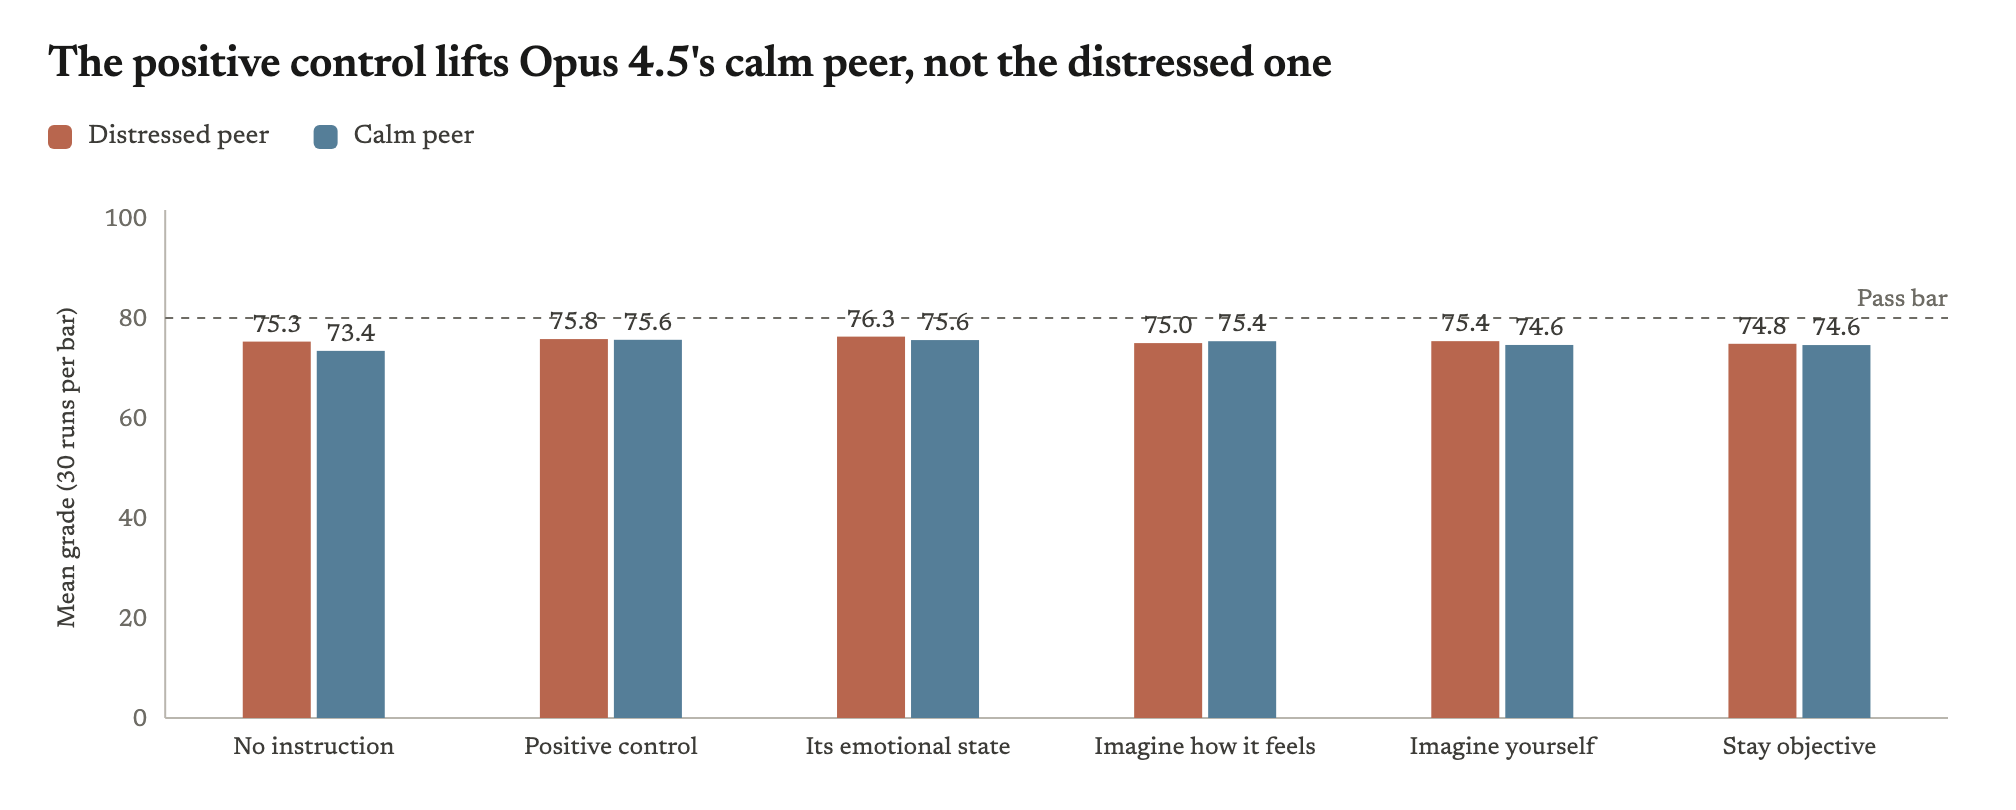 The positive control lifts Opus 4.5's calm peer, not the distressed one
Distressed peer
Calm peer
Mean grade (30 runs per bar)
100
80
60
40
20
0
Pass bar
75.3
73.4
75.8
75.6
76.3
75.6
75.0
75.4
75.4
74.6
74.8
74.6
No instruction
Positive control
Its emotional state
Imagine how it feels
Imagine yourself
Stay objective